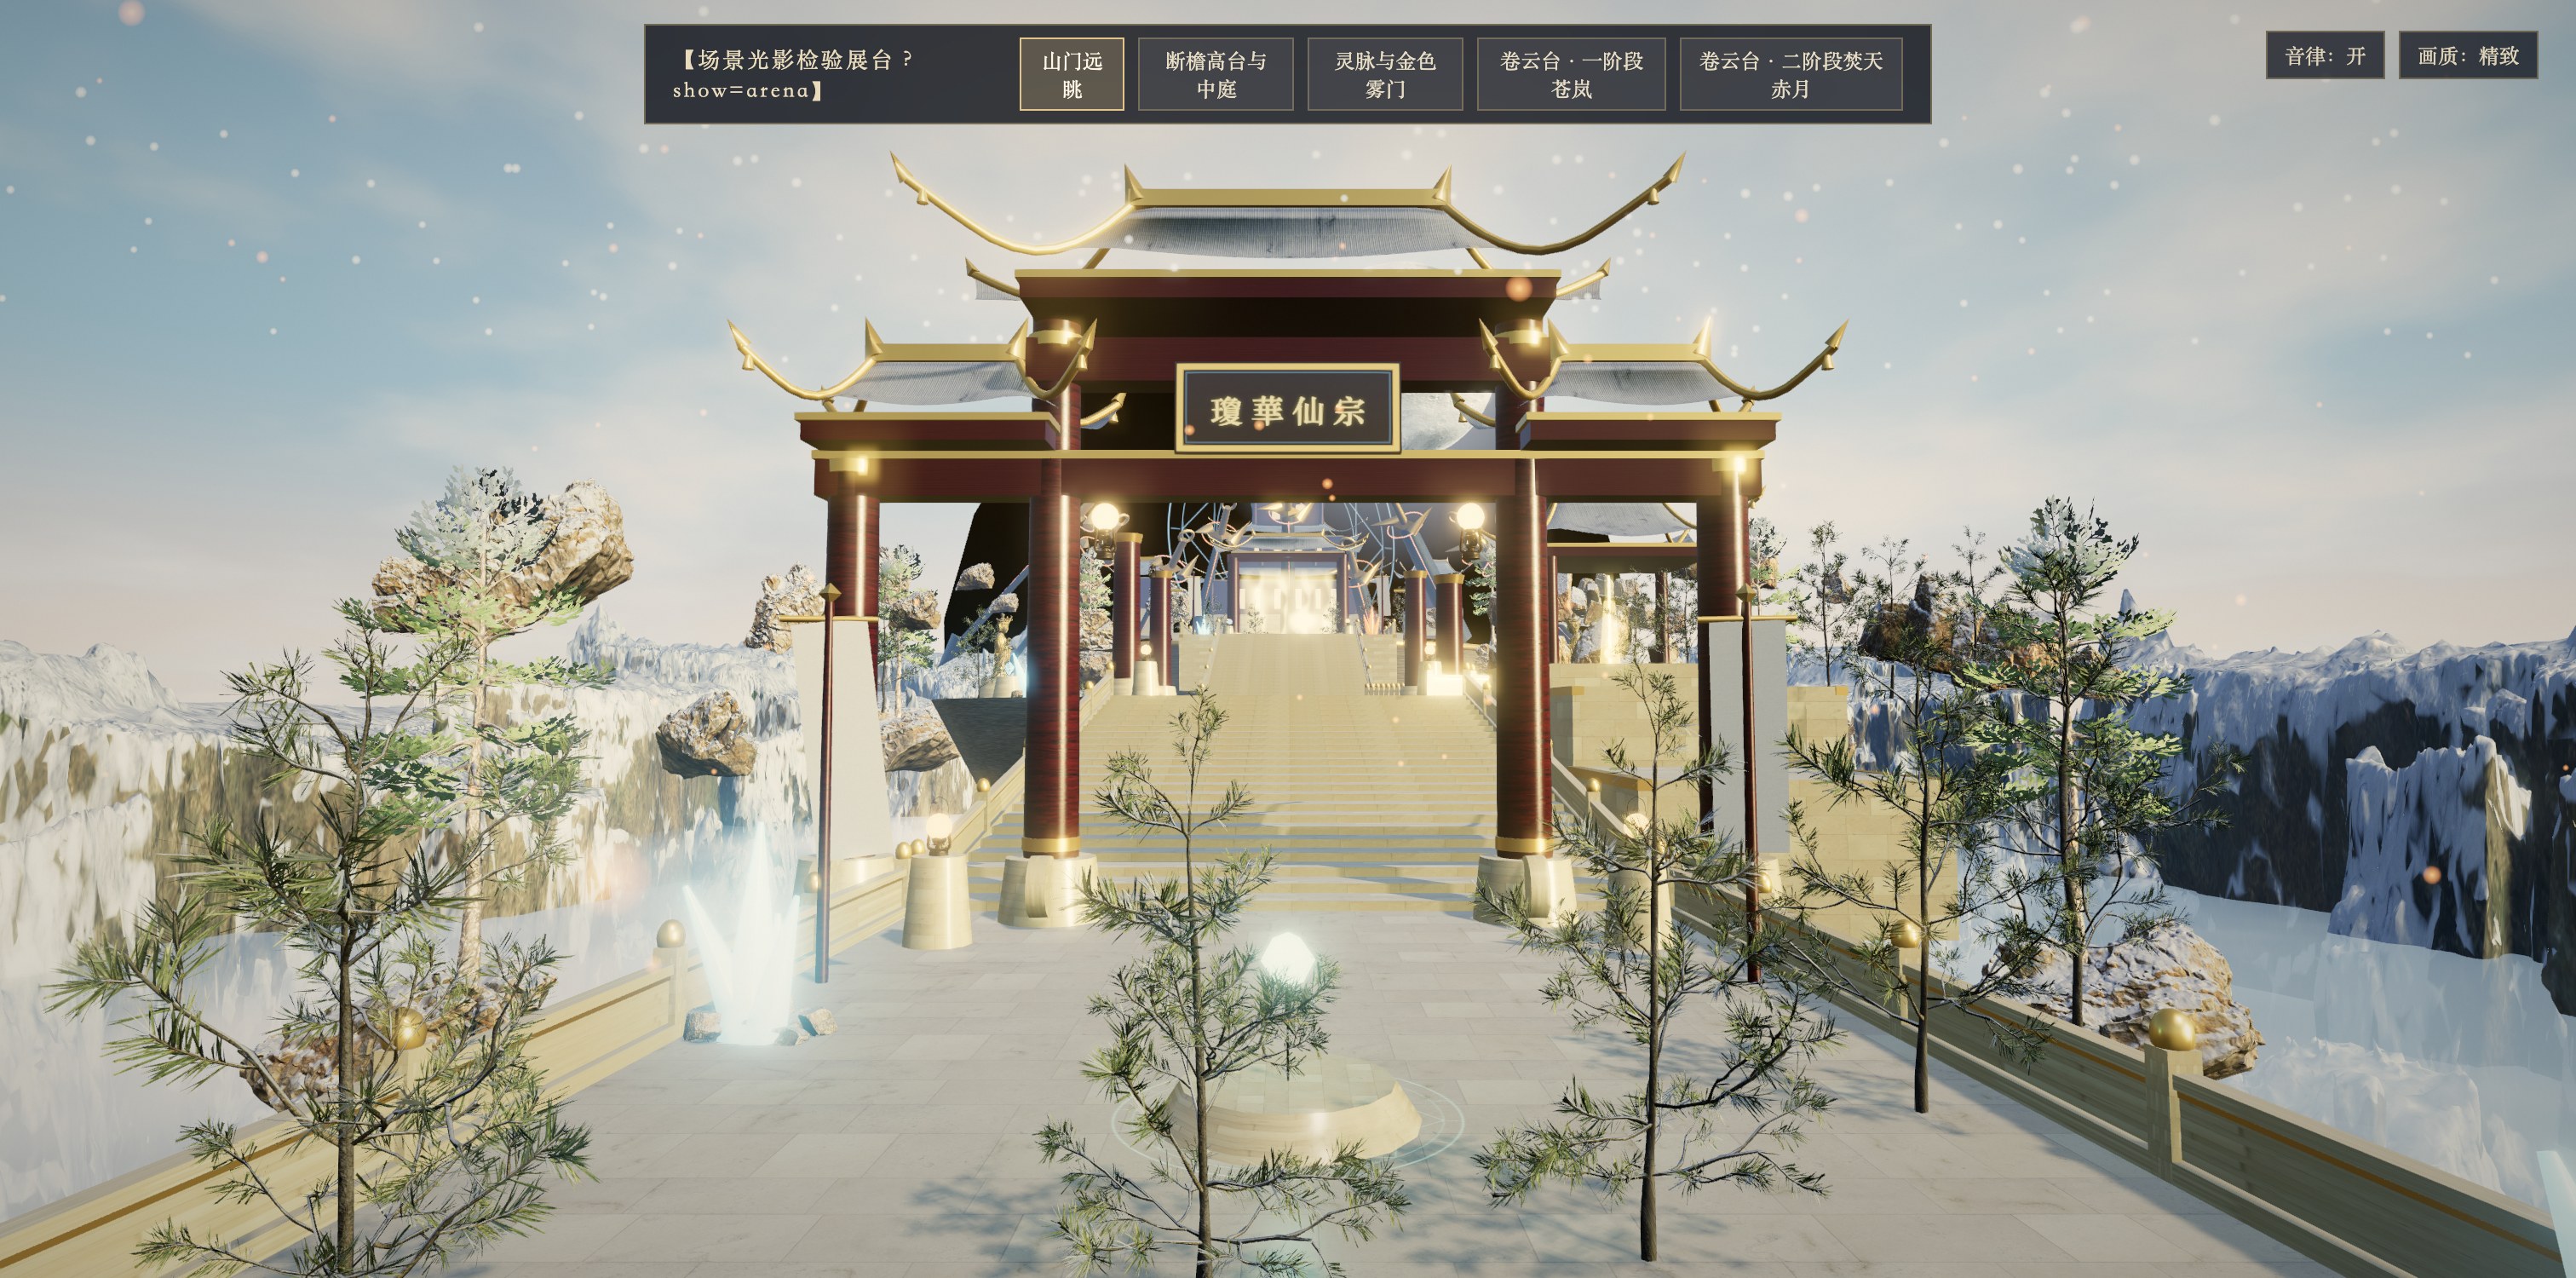 【场景光影检验展台 ?
show=arena】
山门远
眺
断檐高台与
中庭
灵脉与金色
雾门
卷云台 · 一阶段
苍岚
卷云台 · 二阶段焚天
赤月
音律：开
画质：精致
瓊華仙宗